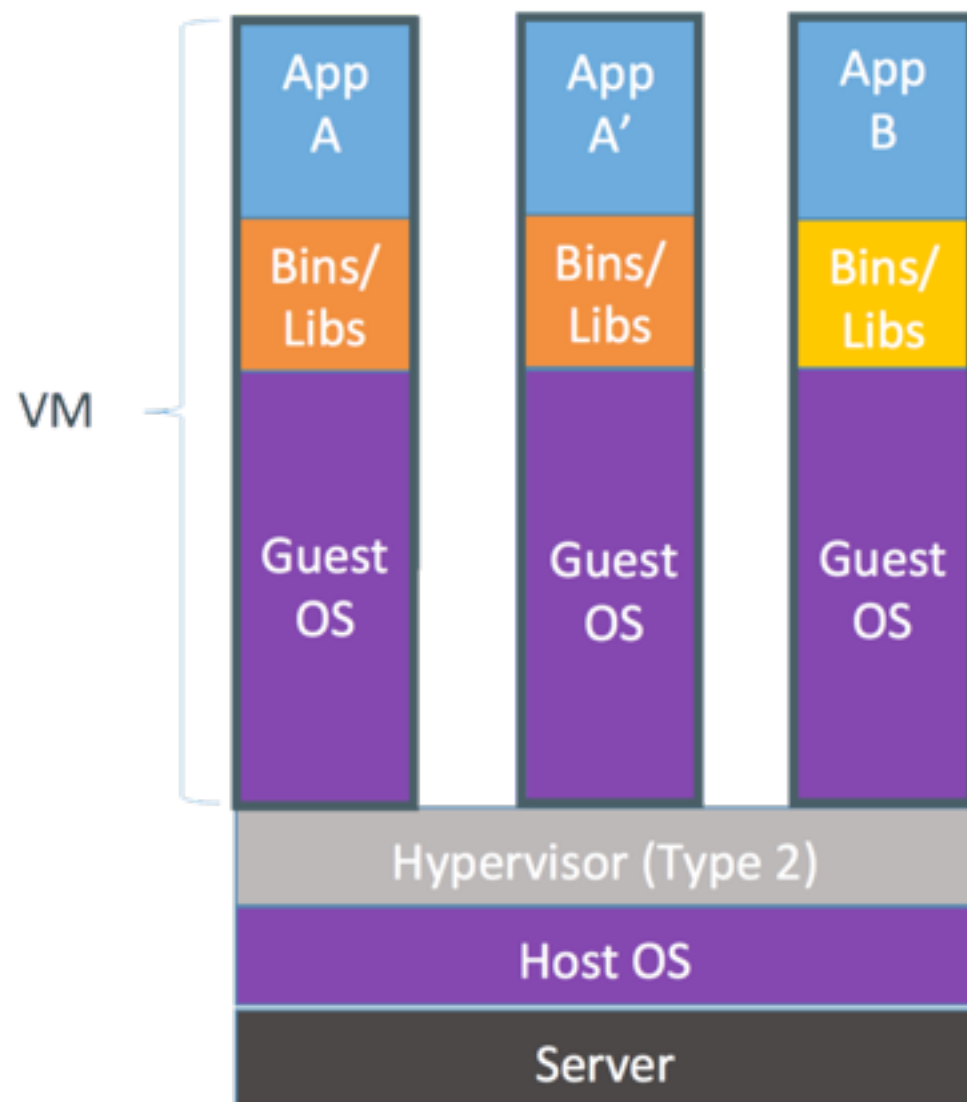 App
A
App
A’
App
B
Bins/
Libs
Bins/
Libs
Bins/
Libs
VM
Guest
OS
Guest
OS
Guest
OS
Hypervisor (Type 2)
Host OS
Server